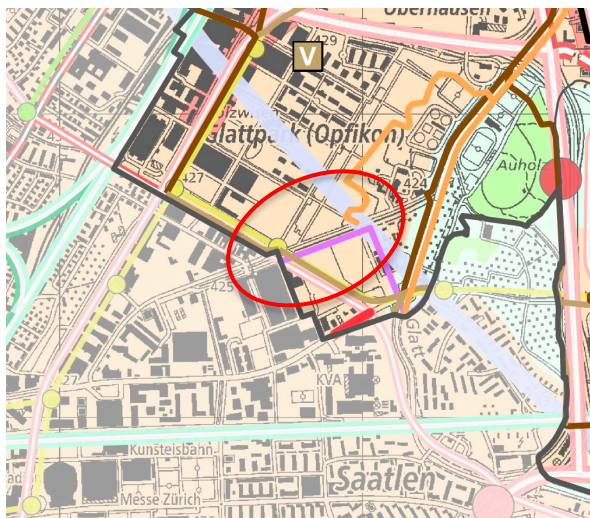 Oberhausen
V
429
Glattpark (Opfikon)
Auholz
424
427
425
Glatt
KVA
Kunsteisbahn
Saatlen
Messe Zürich